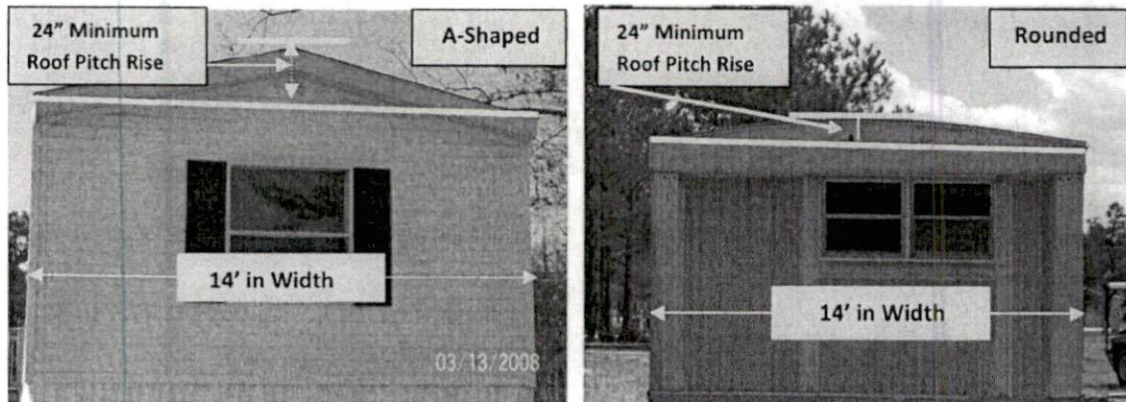 24” Minimum
Roof Pitch Rise
A-Shaped
14’ in Width
03/13/2008
24” Minimum
Roof Pitch Rise
Rounded
14’ in Width